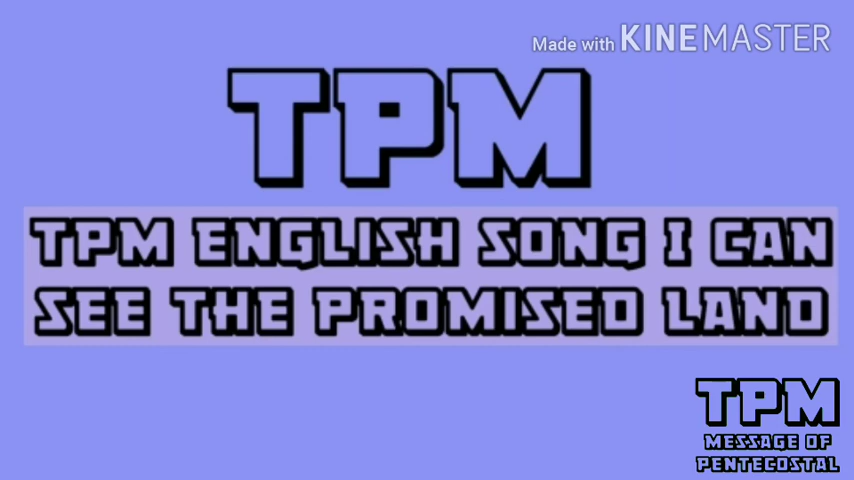 Made with KINEMASTER
TPM
TPM ENGLISH SONG I CAN
SEE THE PROMISED LAND
TPM
MESSAGE OF
PENTECOSTAL